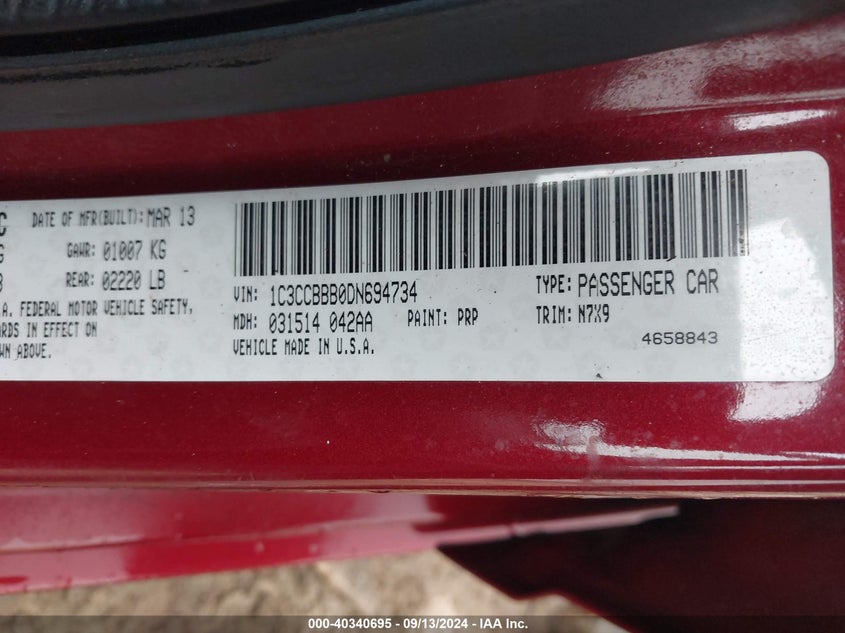 C DATE OF MFR(BUILT): MAR 13
G GAWR: 01007 KG
B REAR: 02220 LB
.A. FEDERAL MOTOR VEHICLE SAFETY,
ARDS IN EFFECT ON
WN ABOVE.
VIN: 1C3CCBBB0DN694734 TYPE: PASSENGER CAR
MDH: 031514 042AA PAINT: PRP TRIM: N7X9
VEHICLE MADE IN U.S.A. 4658843
000-40340695 - 09/13/2024 - IAA Inc.